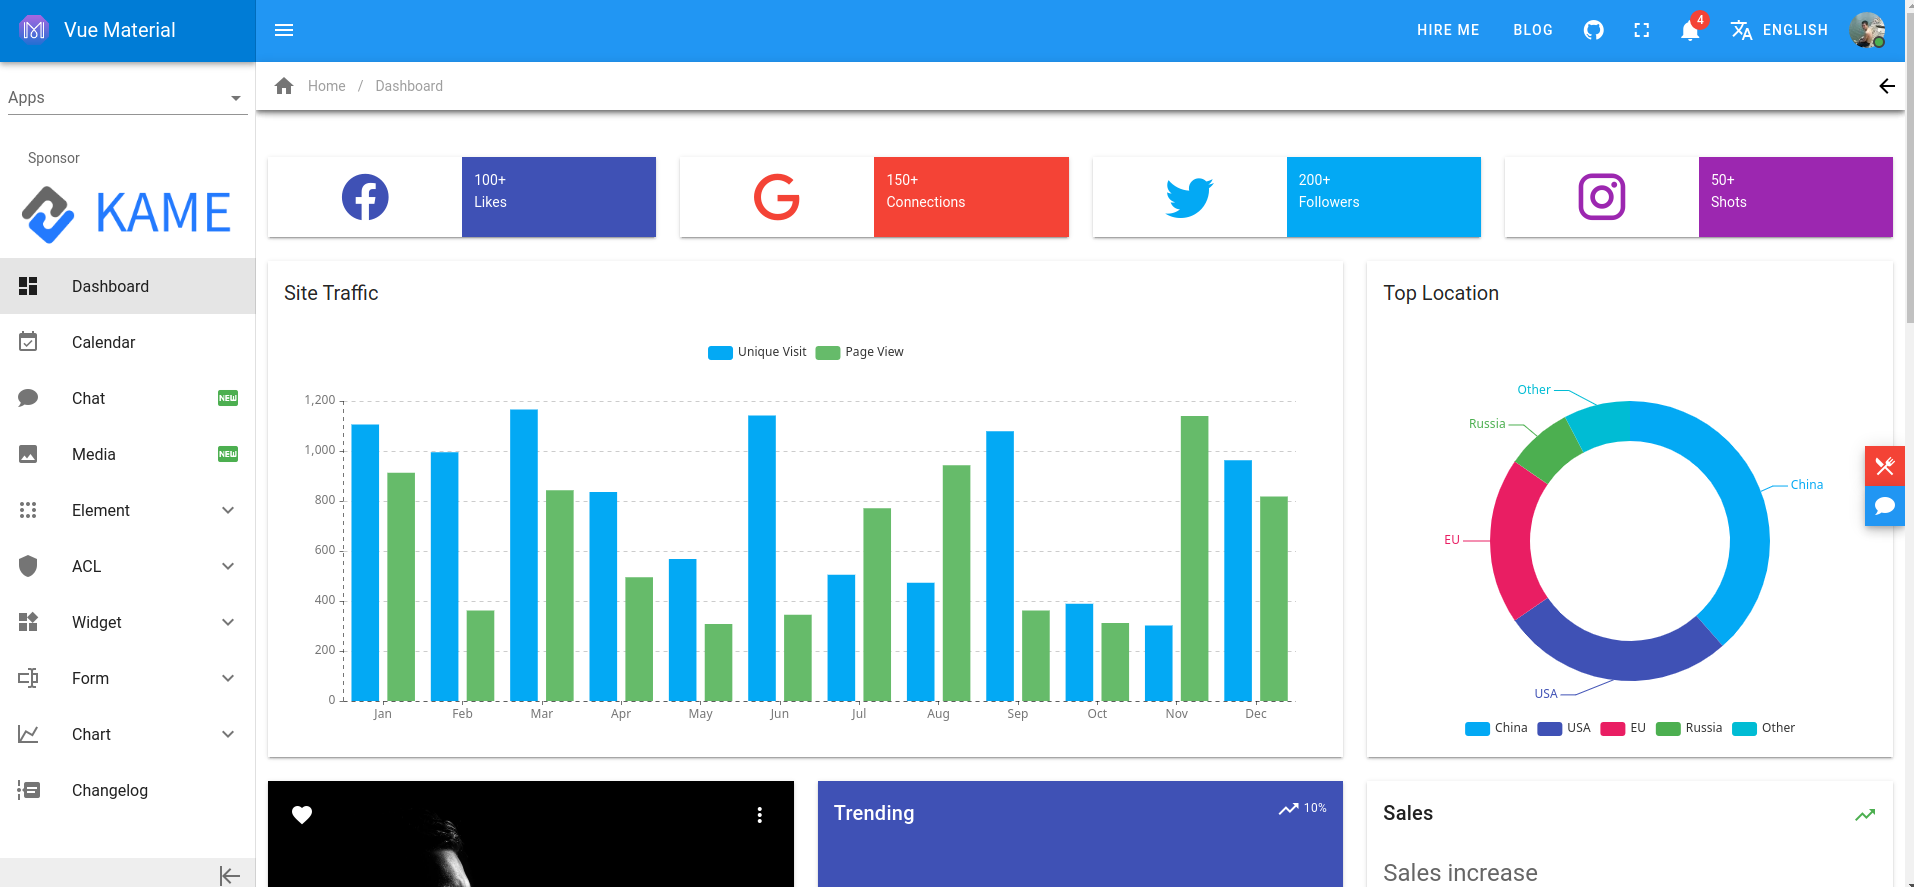 Vue Material
HIRE ME
BLOG
4
ENGLISH
Apps
Home / Dashboard
Sponsor
KAME
Dashboard
Calendar
Chat NEW
Media NEW
Element
ACL
Widget
Form
Chart
Changelog
100+
Likes
150+
Connections
200+
Followers
50+
Shots
Site Traffic
Unique Visit Page View
1,200
1,000
800
600
400
200
0
Jan Feb Mar Apr May Jun Jul Aug Sep Oct Nov Dec
Top Location
Other
Russia
China
EU
USA
China USA EU Russia Other
Trending
10%
Sales
Sales increase